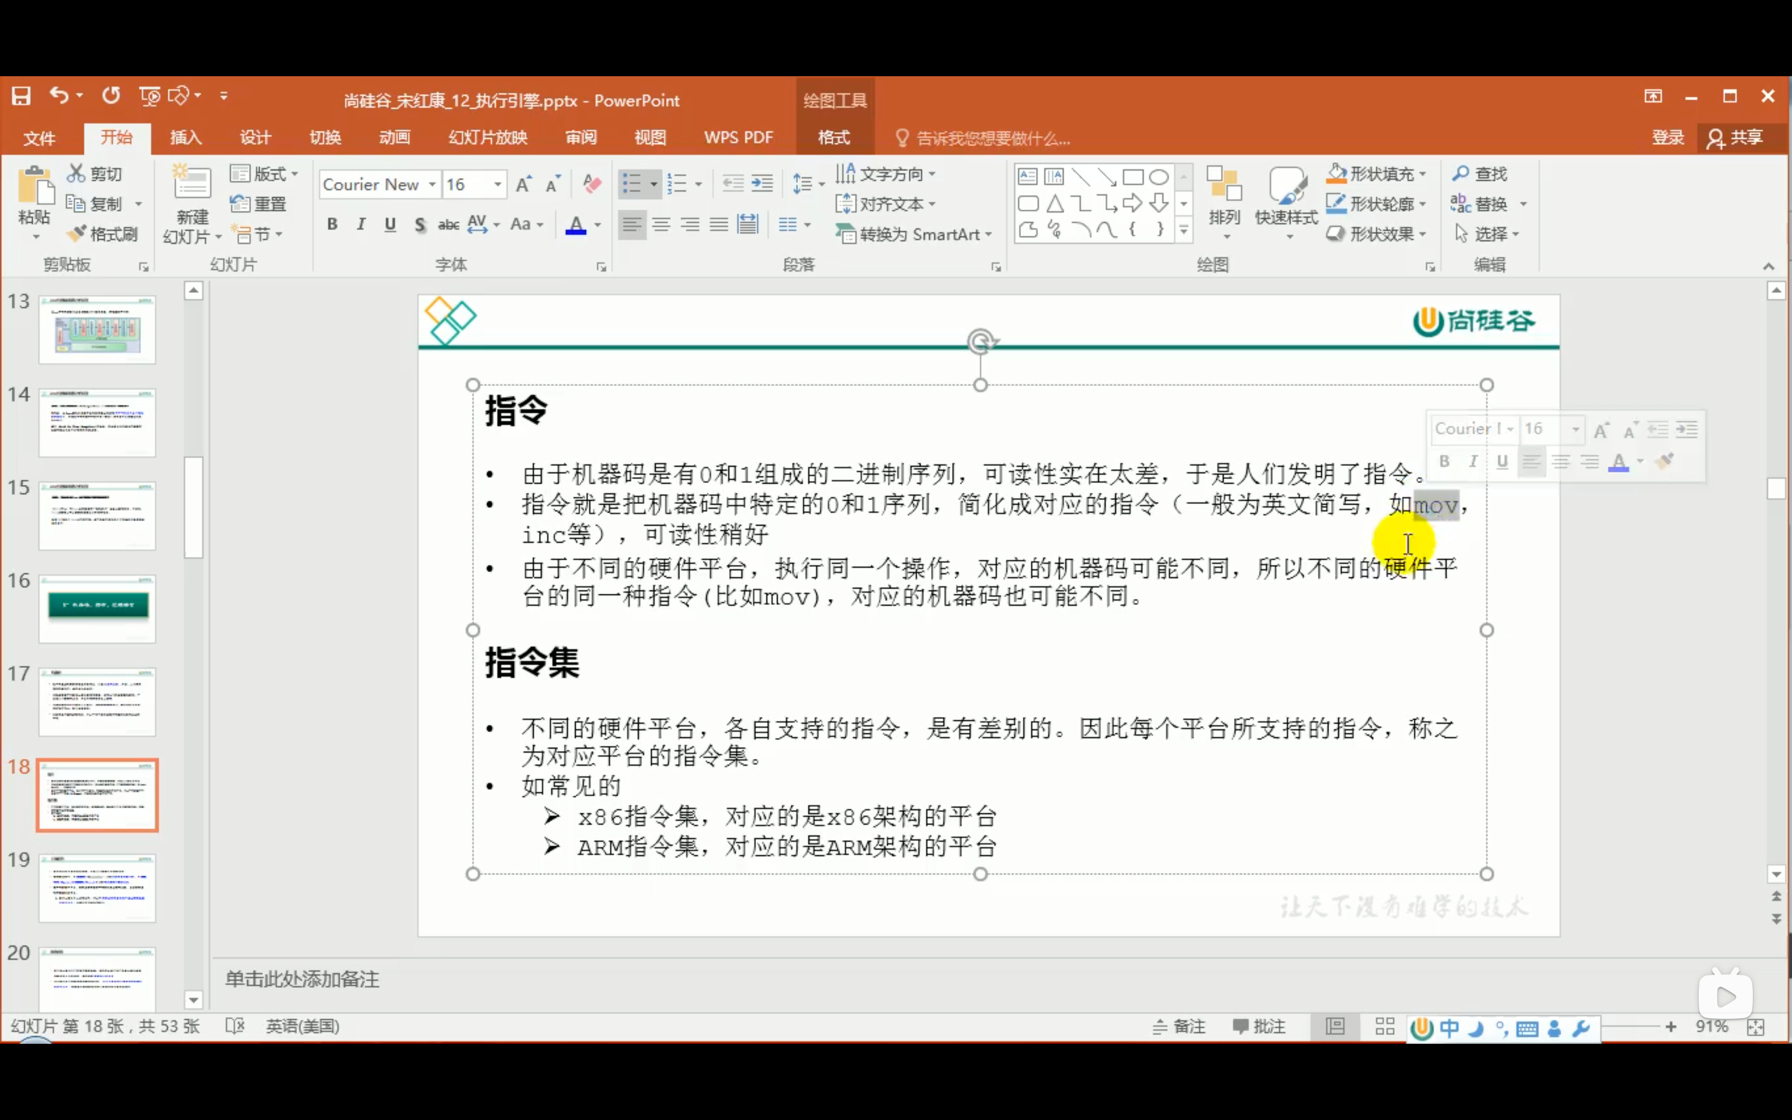 尚硅谷_宋红康_12_执行引擎.pptx - PowerPoint
绘图工具
文件 开始 插入 设计 切换 动画 幻灯片放映 审阅 视图 WPS PDF 格式 告诉我您想要做什么... 登录 共享
粘贴
剪切
复制
格式刷
剪贴板
新建
幻灯片
版式
重置
节
幻灯片
Courier New 16
B I U S abc AV Aa A
字体
文字方向
对齐文本
转换为 SmartArt
段落
排列
快速样式
形状填充
形状轮廓
形状效果
绘图
查找
替换
选择
编辑
13
14
15
16
17
18
19
20
尚硅谷
指令
• 由于机器码是有0和1组成的二进制序列，可读性实在太差，于是人们发明了指令。
• 指令就是把机器码中特定的0和1序列，简化成对应的指令（一般为英文简写，如mov，
inc等），可读性稍好
• 由于不同的硬件平台，执行同一个操作，对应的机器码可能不同，所以不同的硬件平
台的同一种指令(比如mov)，对应的机器码也可能不同。
指令集
• 不同的硬件平台，各自支持的指令，是有差别的。因此每个平台所支持的指令，称之
为对应平台的指令集。
• 如常见的
➢ x86指令集，对应的是x86架构的平台
➢ ARM指令集，对应的是ARM架构的平台
让天下没有难学的技术
Courier 16
B I U A
单击此处添加备注
幻灯片 第 18 张，共 53 张 英语(美国) 备注 批注 中 91%